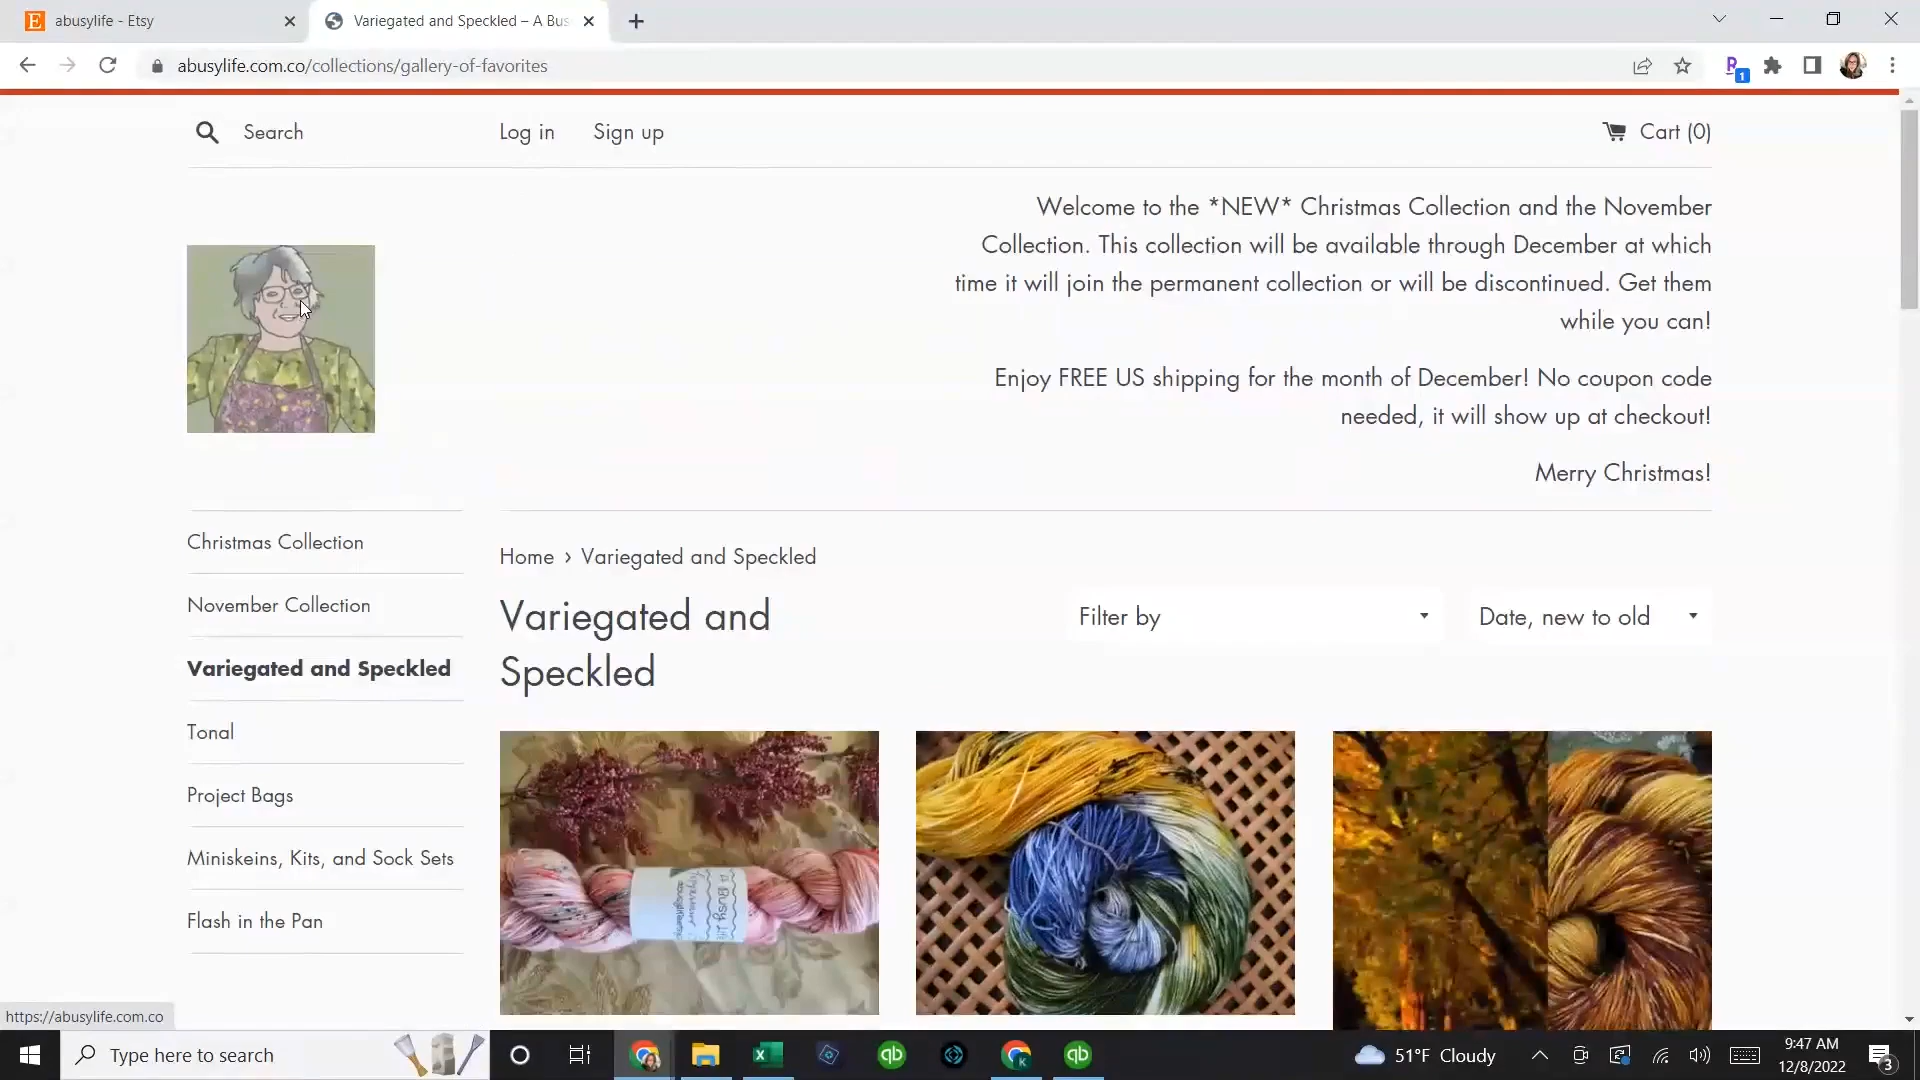 abusylife - Etsy
Variegated and Speckled – A Bus
abusylife.com.co/collections/gallery-of-favorites
1
Search
Log in
Sign up
Cart (0)
Welcome to the *NEW* Christmas Collection and the November
Collection. This collection will be available through December at which
time it will join the permanent collection or will be discontinued. Get them
while you can!
Enjoy FREE US shipping for the month of December! No coupon code
needed, it will show up at checkout!
Merry Christmas!
Christmas Collection
November Collection
Variegated and Speckled
Tonal
Project Bags
Miniskeins, Kits, and Sock Sets
Flash in the Pan
Home › Variegated and Speckled
Variegated and
Speckled
Filter by
Date, new to old
A Busy Life
https://abusylife.com.co
Type here to search
51°F Cloudy
9:47 AM
12/8/2022
3